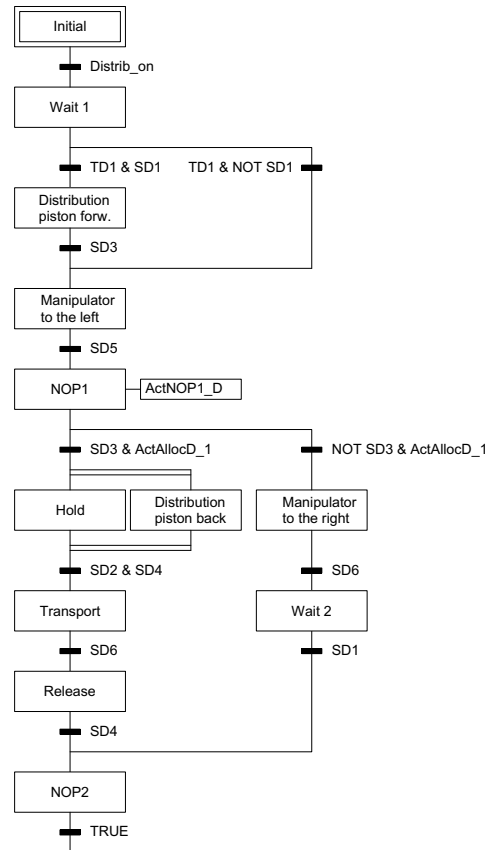 Initial
Distrib_on
Wait 1
TD1 & SD1
TD1 & NOT SD1
Distribution
piston forw.
SD3
Manipulator
to the left
SD5
NOP1
ActNOP1_D
SD3 & ActAllocD_1
NOT SD3 & ActAllocD_1
Hold
Distribution
piston back
Manipulator
to the right
SD2 & SD4
SD6
Transport
Wait 2
SD6
SD1
Release
SD4
NOP2
TRUE